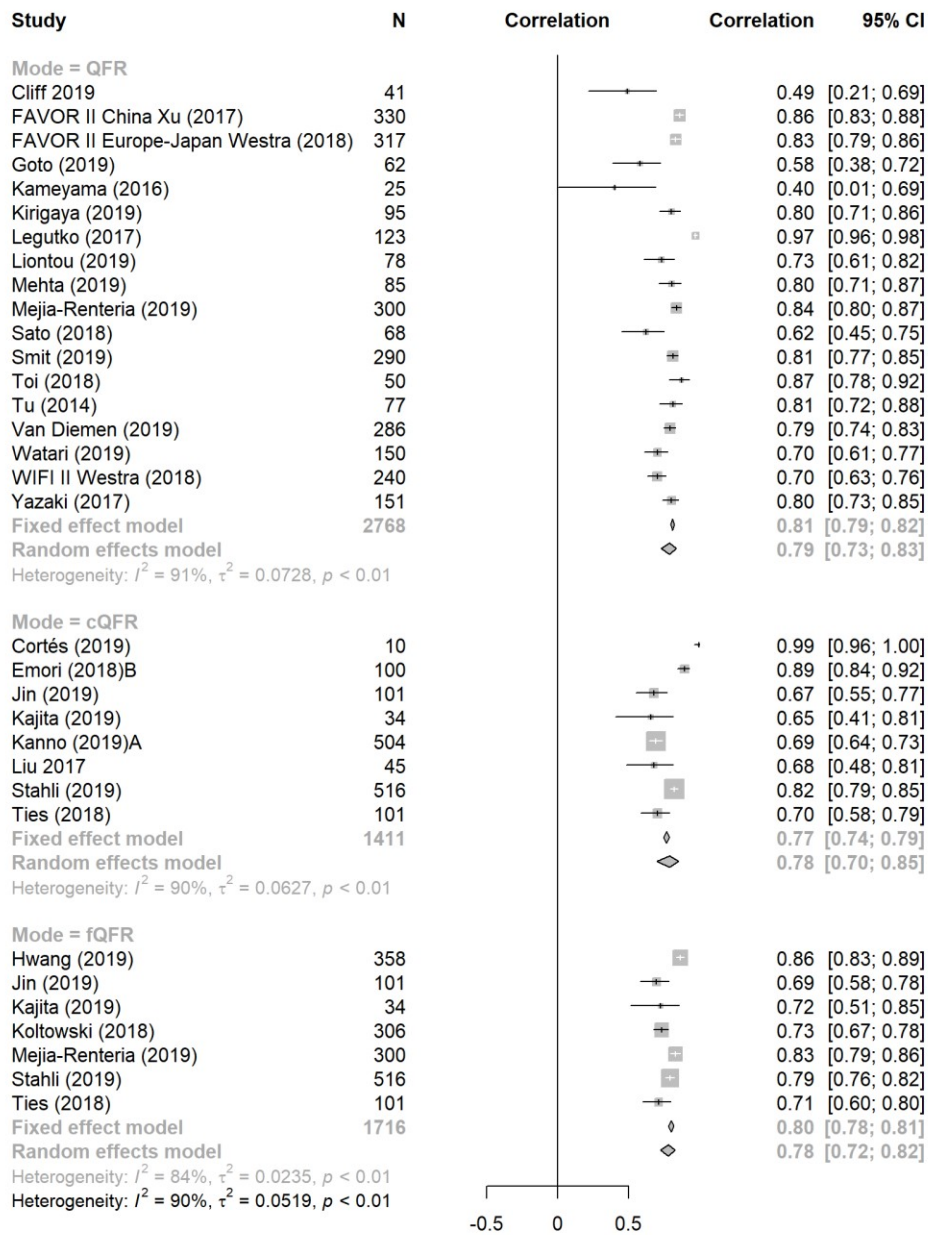 Study N Correlation Correlation 95% CI
Mode = QFR
Cliff 2019 41 0.49 [0.21; 0.69]
FAVOR II China Xu (2017) 330 0.86 [0.83; 0.88]
FAVOR II Europe-Japan Westra (2018) 317 0.83 [0.79; 0.86]
Goto (2019) 62 0.58 [0.38; 0.72]
Kameyama (2016) 25 0.40 [0.01; 0.69]
Kirigaya (2019) 95 0.80 [0.71; 0.86]
Legutko (2017) 123 0.97 [0.96; 0.98]
Liontou (2019) 78 0.73 [0.61; 0.82]
Mehta (2019) 85 0.80 [0.71; 0.87]
Mejia-Renteria (2019) 300 0.84 [0.80; 0.87]
Sato (2018) 68 0.62 [0.45; 0.75]
Smit (2019) 290 0.81 [0.77; 0.85]
Toi (2018) 50 0.87 [0.78; 0.92]
Tu (2014) 77 0.81 [0.72; 0.88]
Van Diemen (2019) 286 0.79 [0.74; 0.83]
Watari (2019) 150 0.70 [0.61; 0.77]
WIFI II Westra (2018) 240 0.70 [0.63; 0.76]
Yazaki (2017) 151 0.80 [0.73; 0.85]
Fixed effect model 2768 0.81 [0.79; 0.82]
Random effects model 0.79 [0.73; 0.83]
Heterogeneity: I² = 91%, τ² = 0.0728, p < 0.01
Mode = cQFR
Cortés (2019) 10 0.99 [0.96; 1.00]
Emori (2018)B 100 0.89 [0.84; 0.92]
Jin (2019) 101 0.67 [0.55; 0.77]
Kajita (2019) 34 0.65 [0.41; 0.81]
Kanno (2019)A 504 0.69 [0.64; 0.73]
Liu 2017 45 0.68 [0.48; 0.81]
Stahli (2019) 516 0.82 [0.79; 0.85]
Ties (2018) 101 0.70 [0.58; 0.79]
Fixed effect model 1411 0.77 [0.74; 0.79]
Random effects model 0.78 [0.70; 0.85]
Heterogeneity: I² = 90%, τ² = 0.0627, p < 0.01
Mode = fQFR
Hwang (2019) 358 0.86 [0.83; 0.89]
Jin (2019) 101 0.69 [0.58; 0.78]
Kajita (2019) 34 0.72 [0.51; 0.85]
Koltowski (2018) 306 0.73 [0.67; 0.78]
Mejia-Renteria (2019) 300 0.83 [0.79; 0.86]
Stahli (2019) 516 0.79 [0.76; 0.82]
Ties (2018) 101 0.71 [0.60; 0.80]
Fixed effect model 1716 0.80 [0.78; 0.81]
Random effects model 0.78 [0.72; 0.82]
Heterogeneity: I² = 84%, τ² = 0.0235, p < 0.01
Heterogeneity: I² = 90%, τ² = 0.0519, p < 0.01
-0.5 0 0.5